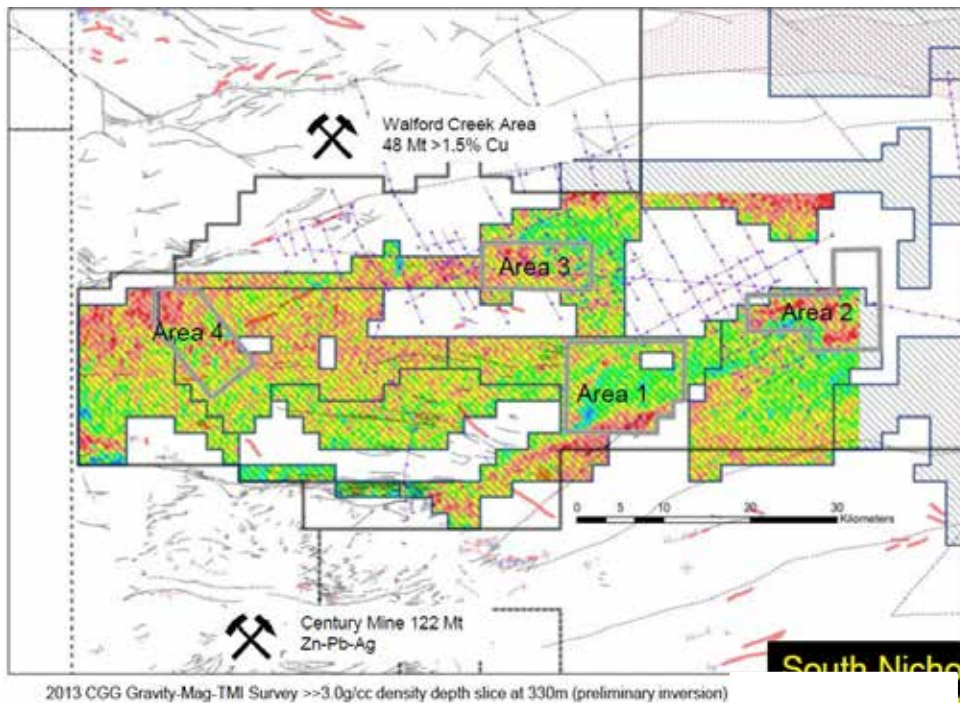 Walford Creek Area
48 Mt >1.5% Cu
Area 3
Area 2
Area 4
Area 1
0 5 10 20 30
Kilometers
Century Mine 122 Mt
Zn-Pb-Ag
South Nicho
2013 CGG Gravity-Mag-TMI Survey >>3.0g/cc density depth slice at 330m (preliminary inversion)